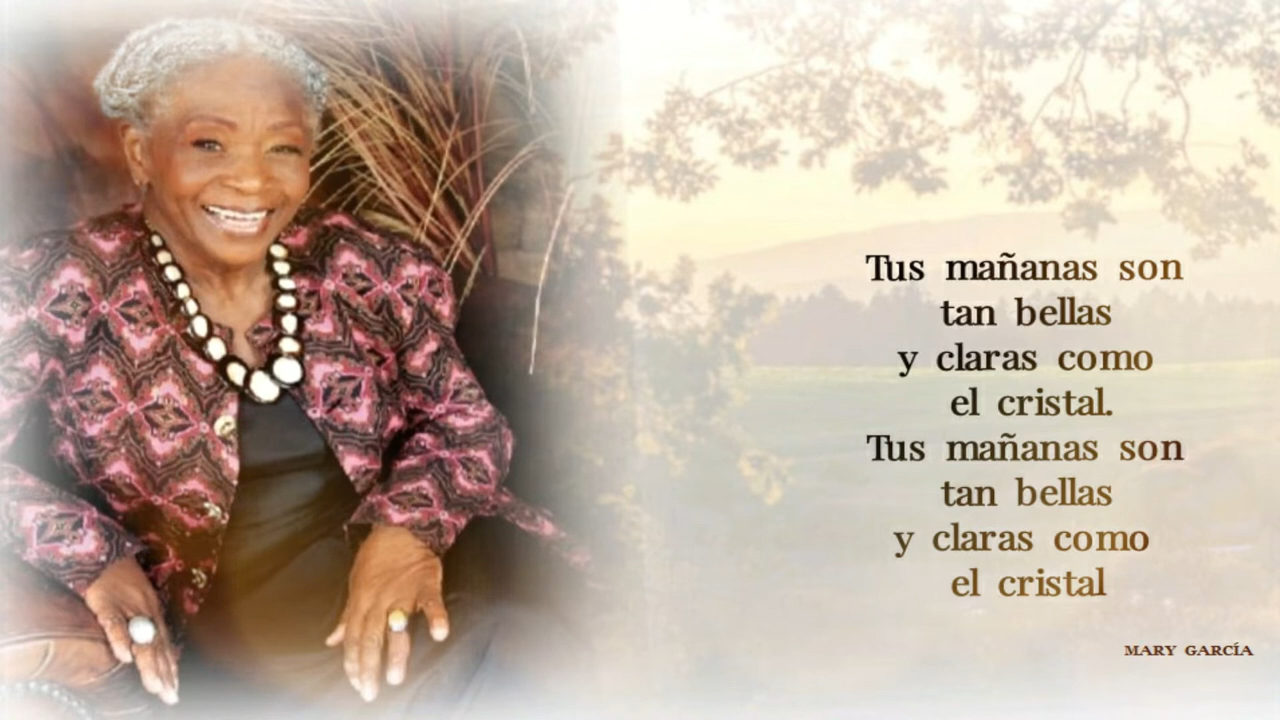 Tus mañanas son
tan bellas
y claras como
el cristal.
Tus mañanas son
tan bellas
y claras como
el cristal
MARY GARCÍA